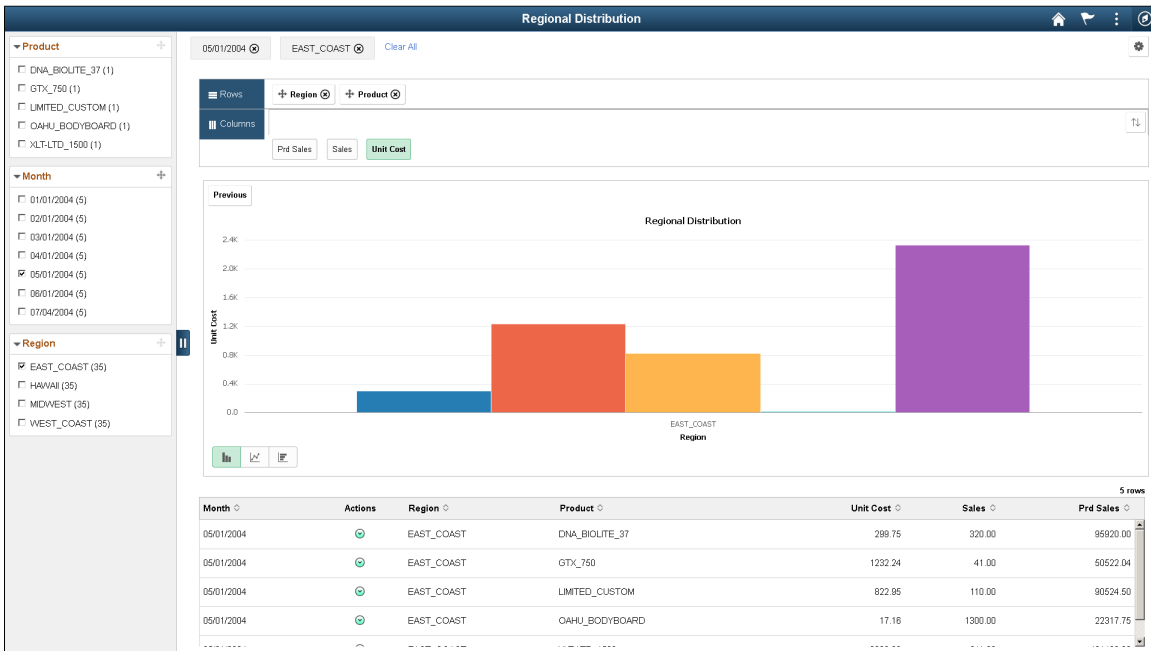 Regional Distribution
Product
DNA_BIOLITE_37 (1)
GTX_750 (1)
LIMITED_CUSTOM (1)
OAHU_BODYBOARD (1)
XLT-LTD_1500 (1)
Month
01/01/2004 (5)
02/01/2004 (5)
03/01/2004 (5)
04/01/2004 (5)
05/01/2004 (5)
06/01/2004 (5)
07/04/2004 (5)
Region
EAST_COAST (35)
HAWAII (35)
MIDWEST (35)
WEST_COAST (35)
05/01/2004 EAST_COAST Clear All
Rows Region Product
Columns
Prd Sales Sales Unit Cost
Previous
Regional Distribution
2.4K
2.0K
1.6K
1.2K
0.8K
0.4K
0.0
Unit Cost
EAST_COAST
Region
5 rows
Month Actions Region Product Unit Cost Sales Prd Sales
05/01/2004 EAST_COAST DNA_BIOLITE_37 299.75 320.00 95920.00
05/01/2004 EAST_COAST GTX_750 1232.24 41.00 50522.04
05/01/2004 EAST_COAST LIMITED_CUSTOM 822.95 110.00 90524.50
05/01/2004 EAST_COAST OAHU_BODYBOARD 17.16 1300.00 22317.75